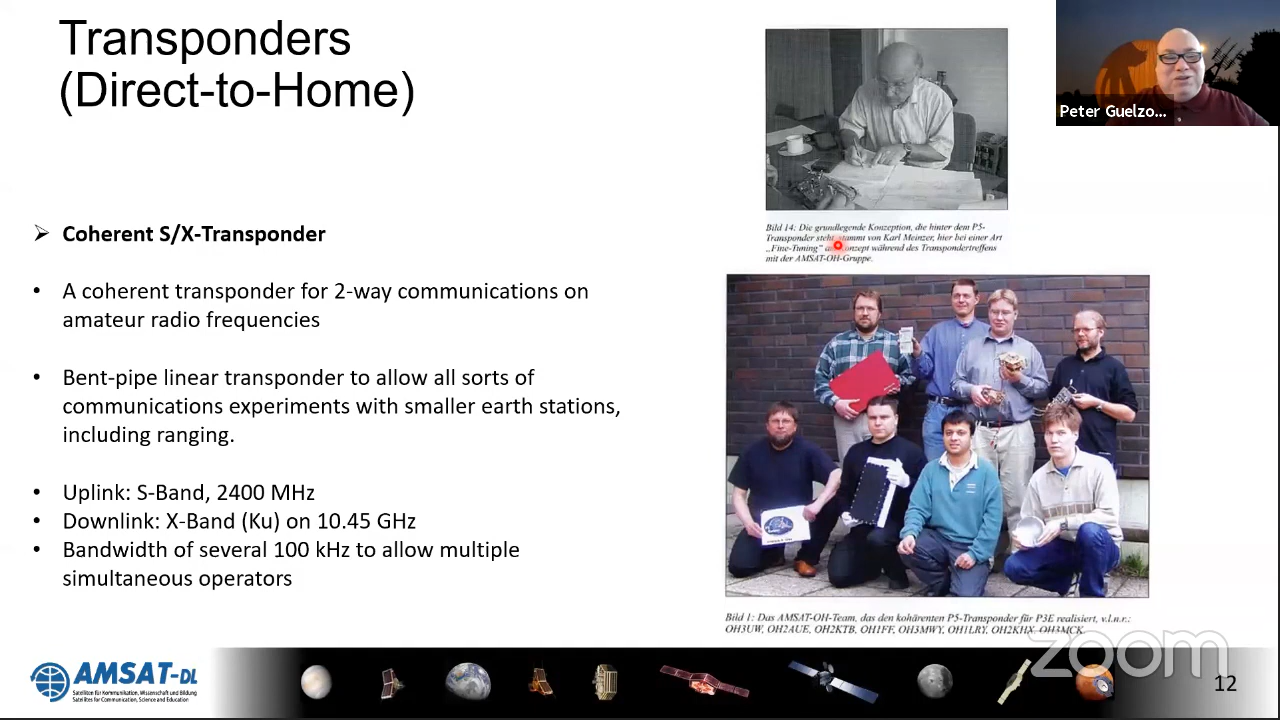 Transponders
(Direct-to-Home)
Peter Guelzo...
➢ Coherent S/X-Transponder
• A coherent transponder for 2-way communications on
amateur radio frequencies
• Bent-pipe linear transponder to allow all sorts of
communications experiments with smaller earth stations,
including ranging.
• Uplink: S-Band, 2400 MHz
• Downlink: X-Band (Ku) on 10.45 GHz
• Bandwidth of several 100 kHz to allow multiple
simultaneous operators
Bild 14: Die grundlegende Konzeption, die hinter dem P5-
Transponder steht, stammt von Karl Meinzer, hier bei einer Art
„Fine-Tuning" am Konzept während des Transpondertreffens
mit der AMSAT-OH-Gruppe.
Bild 1: Das AMSAT-OH-Team, das den kohärenten P5-Transponder für P3E realisiert, v.l.n.r.:
OH3UW, OH2AUE, OH2KTB, OH1FF, OH3MWY, OH1LRY, OH2KHX, OH3MCK.
AMSAT-DL
Satelliten für Kommunikation, Wissenschaft und Bildung
Satellites for Communication, Science and Education
zoom
12